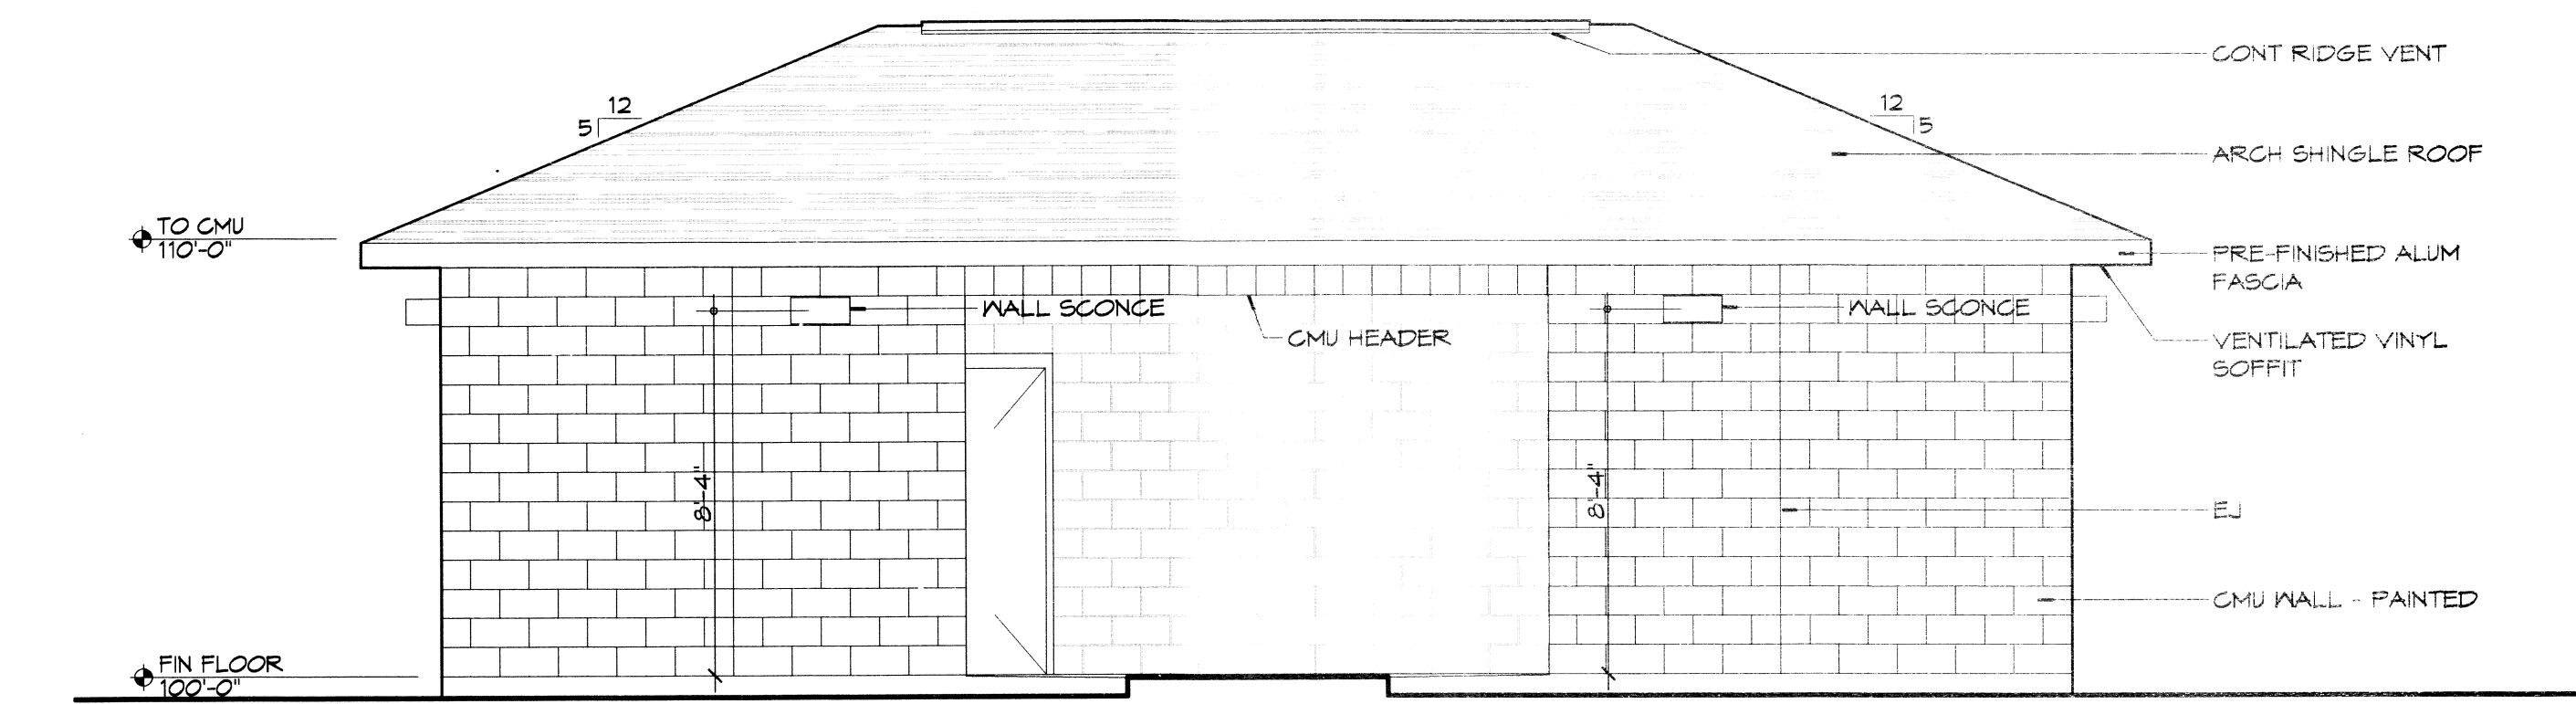 CONT RIDGE VENT
12
5
12
5
ARCH SHINGLE ROOF
TO CMU
110'-0"
PRE-FINISHED ALUM
FASCIA
WALL SCONCE
WALL SCONCE
CMU HEADER
VENTILATED VINYL
SOFFIT
8'-4"
8'-4"
EJ
CMU WALL - PAINTED
FIN FLOOR
100'-0"